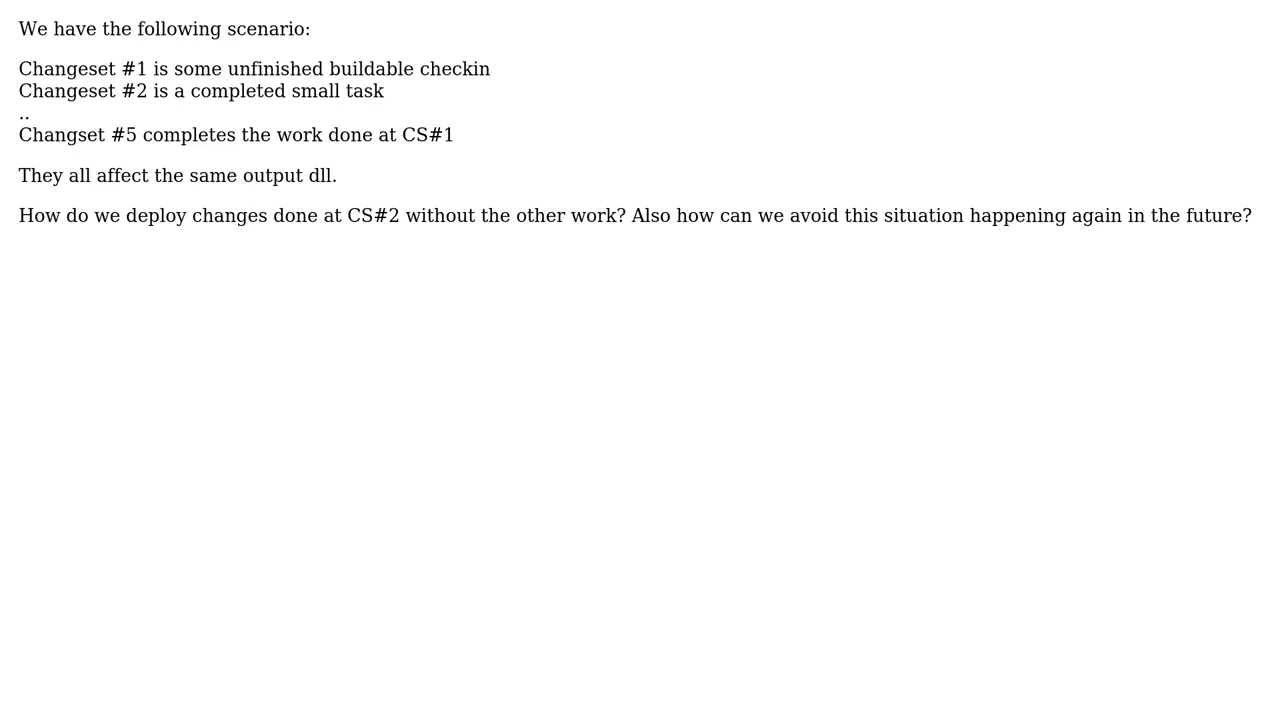 We have the following scenario:
Changeset #1 is some unfinished buildable checkin
Changeset #2 is a completed small task
..
Changset #5 completes the work done at CS#1
They all affect the same output dll.
How do we deploy changes done at CS#2 without the other work? Also how can we avoid this situation happening again in the future?